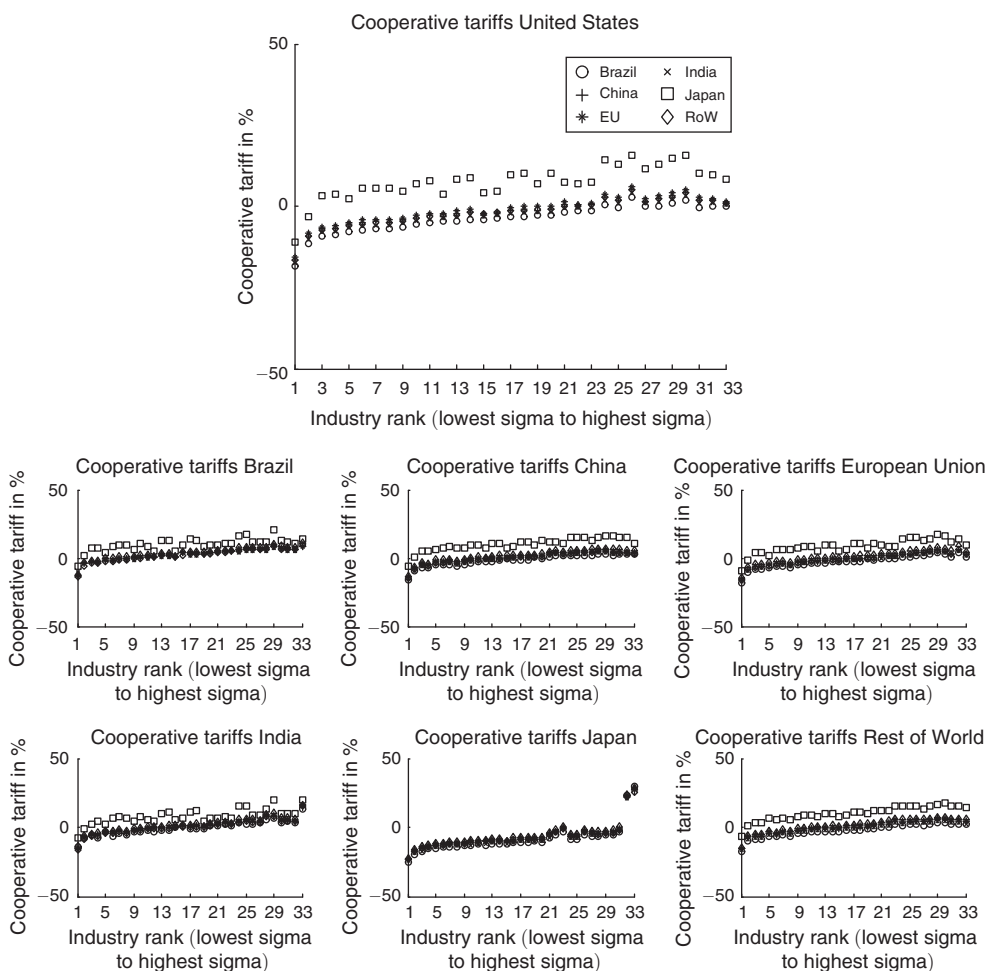 Cooperative tariffs United States
50
0
−50
Cooperative tariff in %
Brazil
China
EU
India
Japan
RoW
1 3 5 7 9 11 12 14 15 17 19 21 23 25 27 29 31 33
Industry rank (lowest sigma to highest sigma)
Cooperative tariffs Brazil
50
0
−50
Cooperative tariff in %
1 5 9 13 17 21 25 29 33
Industry rank (lowest sigma
to highest sigma)
Cooperative tariffs China
50
0
−50
Cooperative tariff in %
1 5 9 13 17 21 25 29 33
Industry rank (lowest sigma
to highest sigma)
Cooperative tariffs European Union
50
0
−50
Cooperative tariff in %
1 5 9 13 17 21 25 29 33
Industry rank (lowest sigma
to highest sigma)
Cooperative tariffs India
50
0
−50
Cooperative tariff in %
1 5 9 13 17 21 25 29 33
Industry rank (lowest sigma
to highest sigma)
Cooperative tariffs Japan
50
0
−50
Cooperative tariff in %
1 5 9 13 17 21 25 29 33
Industry rank (lowest sigma
to highest sigma)
Cooperative tariffs Rest of World
50
0
−50
Cooperative tariff in %
1 5 9 13 17 21 25 29 33
Industry rank (lowest sigma
to highest sigma)